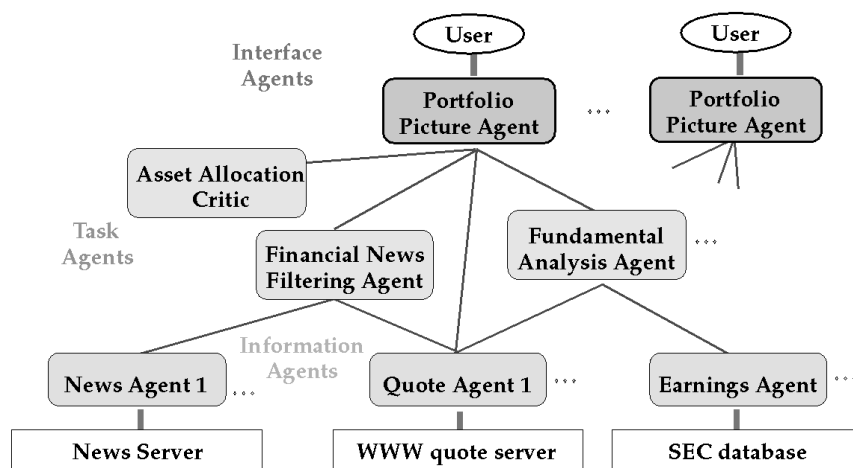 User
User
Interface
Agents
Portfolio
Picture Agent
...
Portfolio
Picture Agent
Asset Allocation
Critic
Task
Agents
Financial News
Filtering Agent
Fundamental
Analysis Agent
...
Information
Agents
News Agent 1
...
Quote Agent 1
...
Earnings Agent
...
News Server
WWW quote server
SEC database